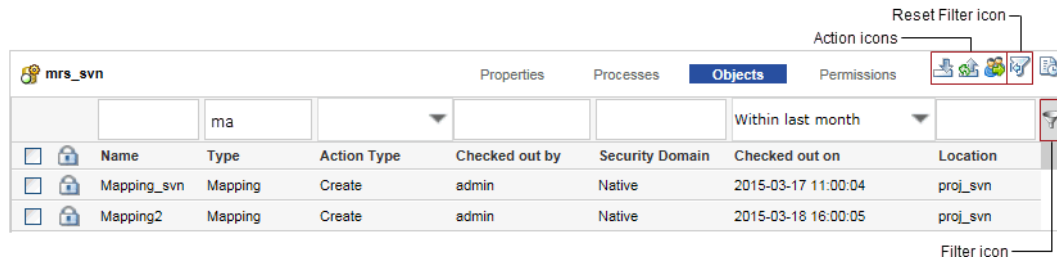 Reset Filter icon
Action icons
mrs_svn Properties Processes Objects Permissions
ma Within last month
Name Type Action Type Checked out by Security Domain Checked out on Location
Mapping_svn Mapping Create admin Native 2015-03-17 11:00:04 proj_svn
Mapping2 Mapping Create admin Native 2015-03-18 16:00:05 proj_svn
Filter icon